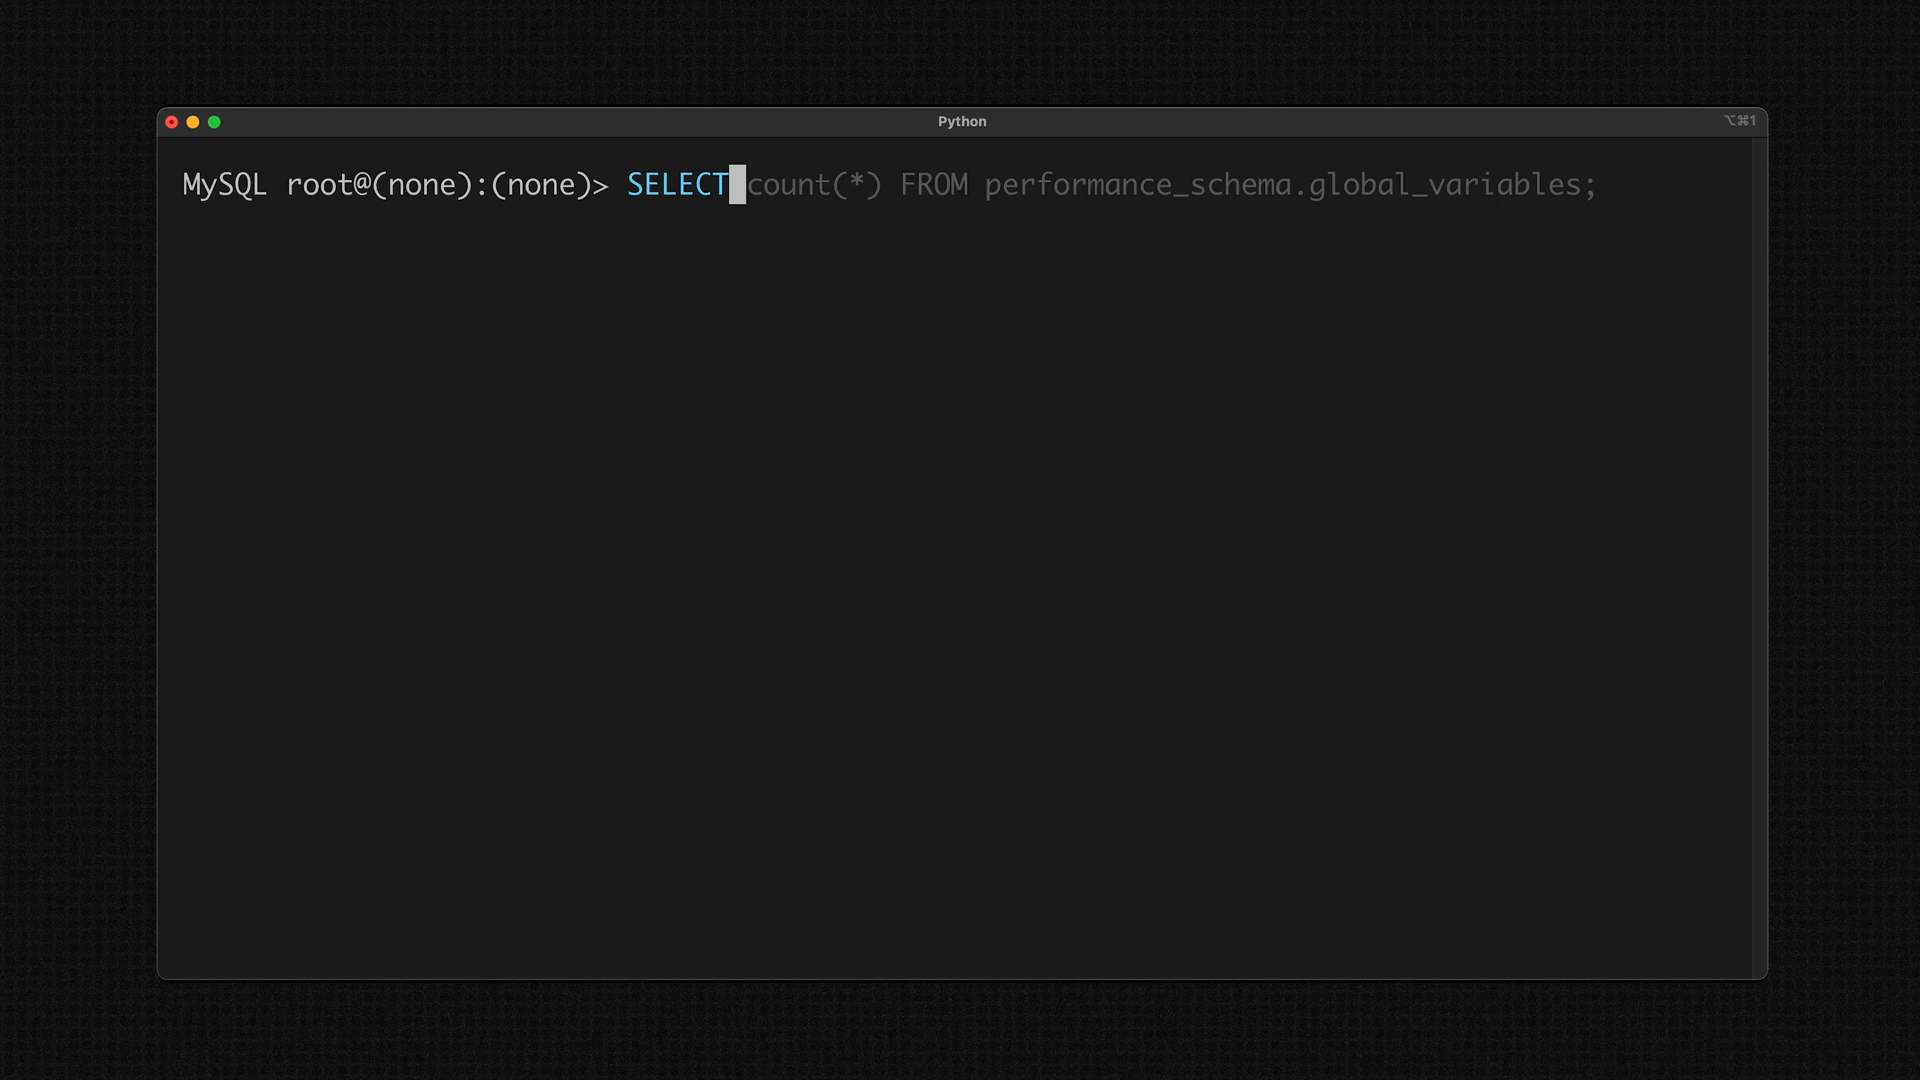 Python
⌥⌘1
MySQL root@(none):(none)> SELECT count(*) FROM performance_schema.global_variables;